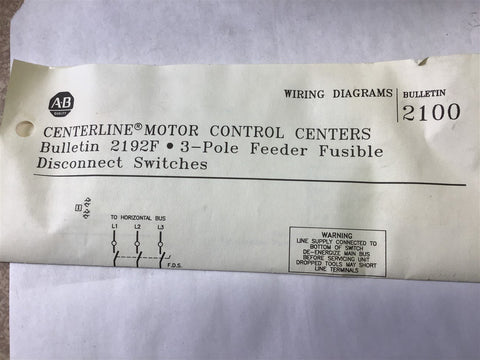 WIRING DIAGRAMS
BULLETIN
2100
A-B
QUALITY
CENTERLINE® MOTOR CONTROL CENTERS
Bulletin 2192F • 3-Pole Feeder Fusible
Disconnect Switches
1
TO HORIZONTAL BUS
L1 L2 L3
F.D.S.
WARNING
LINE SUPPLY CONNECTED TO
BOTTOM OF SWITCH
DE-ENERGIZE MAIN BUS
BEFORE SERVICING UNIT
DROPPED TOOLS MAY SHORT
LINE TERMINALS